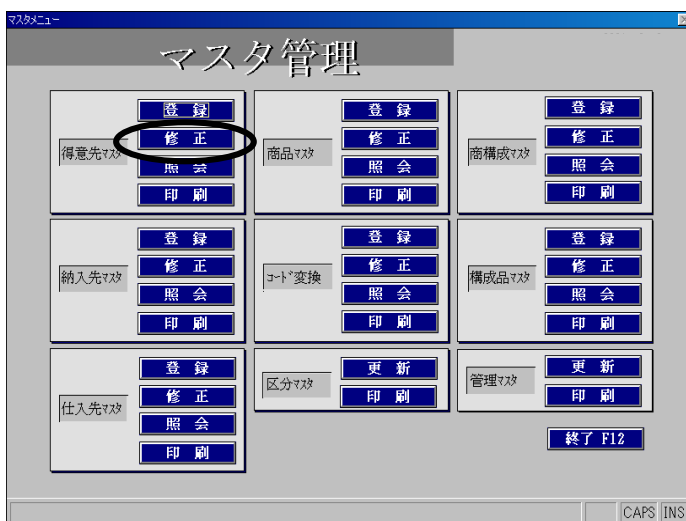 マスタメニュー
マスタ管理
得意先マスタ
登 録
修 正
照 会
印 刷
商品マスタ
登 録
修 正
照 会
印 刷
商構成マスタ
登 録
修 正
照 会
印 刷
納入先マスタ
登 録
修 正
照 会
印 刷
コード変換
登 録
修 正
照 会
印 刷
構成品マスタ
登 録
修 正
照 会
印 刷
仕入先マスタ
登 録
修 正
照 会
印 刷
区分マスタ
更 新
印 刷
管理マスタ
更 新
印 刷
終了 F12
CAPS
INS